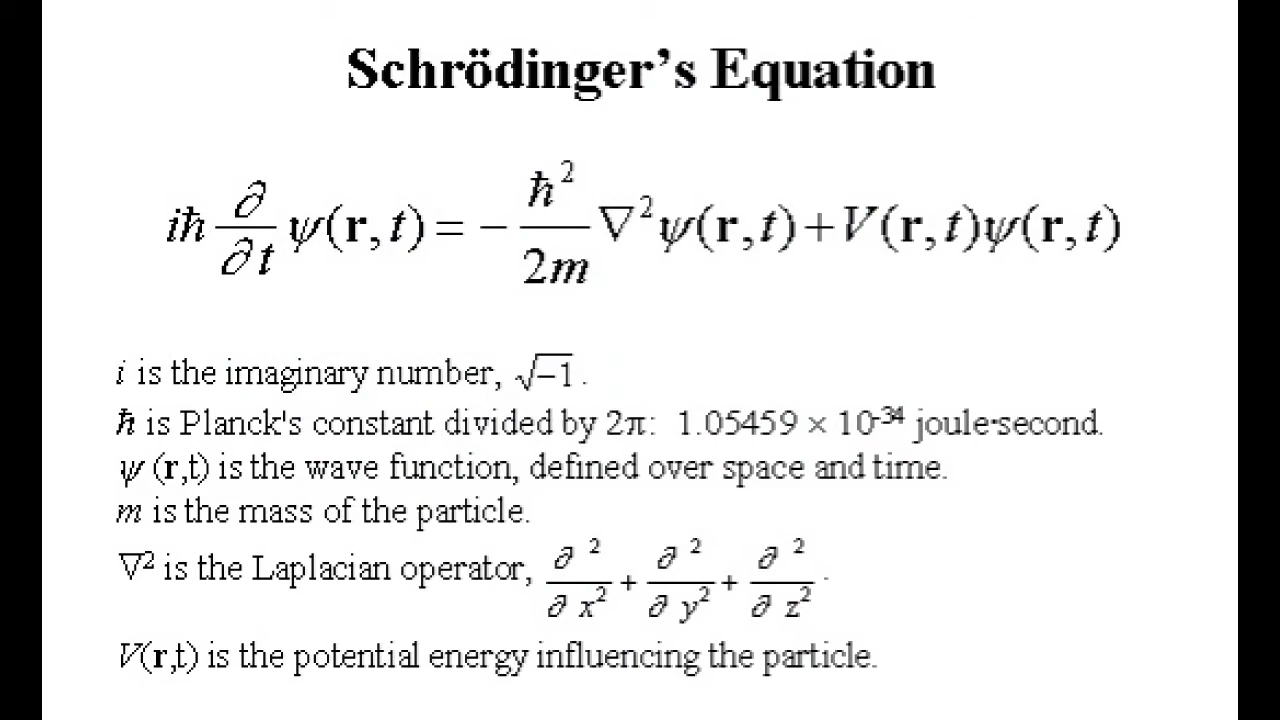 Schrödinger’s Equation
iħ ∂/∂t ψ(r,t) = − ħ²/2m ∇²ψ(r,t) + V(r,t)ψ(r,t)
i is the imaginary number, √−1 .
ħ is Planck's constant divided by 2π: 1.05459 × 10⁻³⁴ joule·second.
ψ (r,t) is the wave function, defined over space and time.
m is the mass of the particle.
∇² is the Laplacian operator, ∂²/∂x² + ∂²/∂y² + ∂²/∂z² .
V(r,t) is the potential energy influencing the particle.